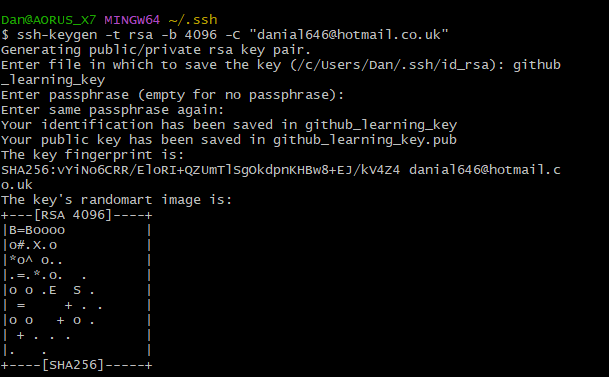 Dan@AORUS_X7 MINGW64 ~/.ssh
$ ssh-keygen -t rsa -b 4096 -C "danial646@hotmail.co.uk"
Generating public/private rsa key pair.
Enter file in which to save the key (/c/Users/Dan/.ssh/id_rsa): github
_learning_key
Enter passphrase (empty for no passphrase):
Enter same passphrase again:
Your identification has been saved in github_learning_key
Your public key has been saved in github_learning_key.pub
The key fingerprint is:
SHA256:vYiNo6CRR/EloRI+QZUmTlSgOkdpnKHBw8+EJ/kV4Z4 danial646@hotmail.c
o.uk
The key's randomart image is:
+---[RSA 4096]----+
|B=Boooo          |
|o#.X.o           |
|*o^ o..          |
|.=.*.o.  .       |
|o o .E  S .      |
| =     + . .     |
|o o   + o .      |
| + . . .         |
|.   .            |
+----[SHA256]-----+